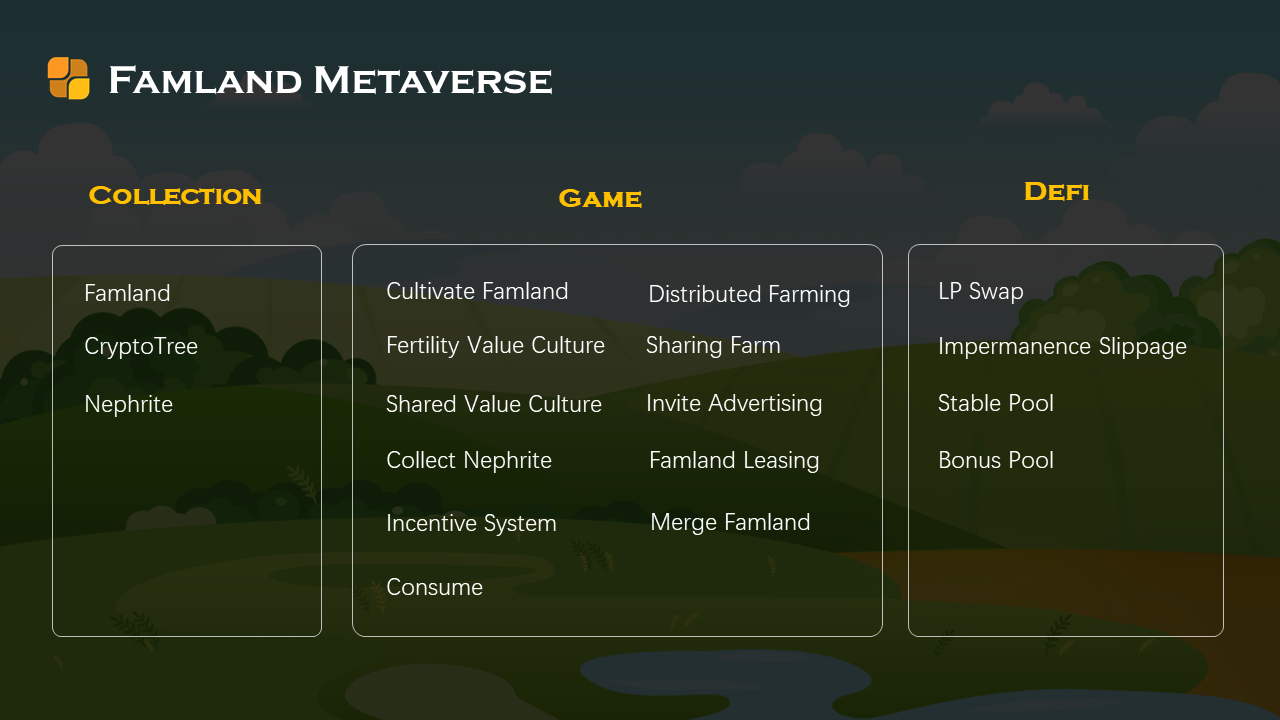 Famland Metaverse
Collection
Famland
CryptoTree
Nephrite
Game
Cultivate Famland
Fertility Value Culture
Shared Value Culture
Collect Nephrite
Incentive System
Consume
Distributed Farming
Sharing Farm
Invite Advertising
Famland Leasing
Merge Famland
Defi
LP Swap
Impermanence Slippage
Stable Pool
Bonus Pool